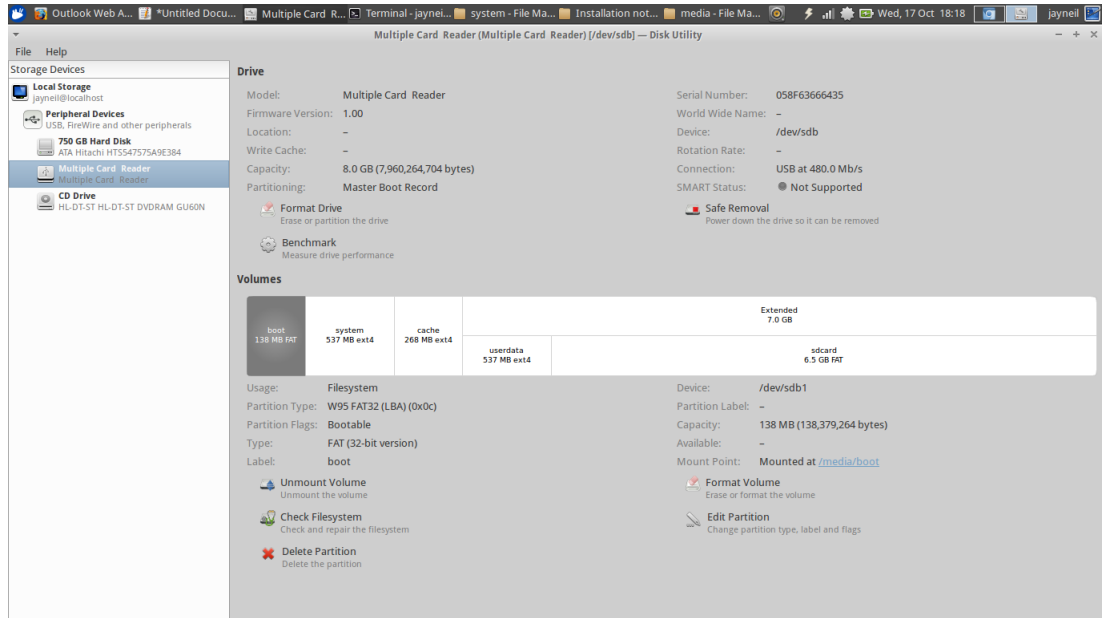 Outlook Web A... *Untitled Docu... Multiple Card R... Terminal - jaynei... system - File Ma... Installation not... media - File Ma... Wed, 17 Oct 18:18 jayneil
Multiple Card Reader (Multiple Card Reader) [/dev/sdb] — Disk Utility
File Help
Storage Devices
Local Storage
jayneil@localhost
Peripheral Devices
USB, FireWire and other peripherals
750 GB Hard Disk
ATA Hitachi HTS547575A9E384
Multiple Card Reader
Multiple Card Reader
CD Drive
HL-DT-ST HL-DT-ST DVDRAM GU60N
Drive
Model: Multiple Card Reader
Serial Number: 058F63666435
Firmware Version: 1.00
World Wide Name: –
Location: –
Device: /dev/sdb
Write Cache: –
Rotation Rate: –
Capacity: 8.0 GB (7,960,264,704 bytes)
Connection: USB at 480.0 Mb/s
Partitioning: Master Boot Record
SMART Status: Not Supported
Format Drive
Erase or partition the drive
Safe Removal
Power down the drive so it can be removed
Benchmark
Measure drive performance
Volumes
boot
138 MB FAT
system
537 MB ext4
cache
268 MB ext4
Extended
7.0 GB
userdata
537 MB ext4
sdcard
6.5 GB FAT
Usage: Filesystem
Device: /dev/sdb1
Partition Type: W95 FAT32 (LBA) (0x0c)
Partition Label: –
Partition Flags: Bootable
Capacity: 138 MB (138,379,264 bytes)
Type: FAT (32-bit version)
Available: –
Label: boot
Mount Point: Mounted at /media/boot
Unmount Volume
Unmount the volume
Format Volume
Erase or format the volume
Check Filesystem
Check and repair the filesystem
Edit Partition
Change partition type, label and flags
Delete Partition
Delete the partition